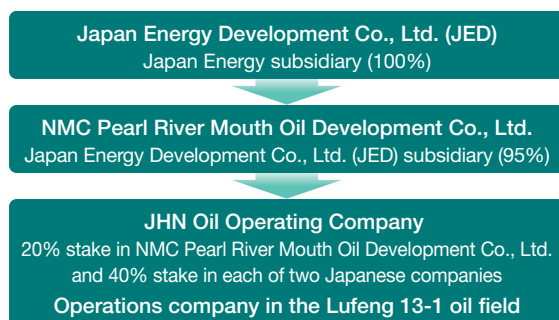 Japan Energy Development Co., Ltd. (JED)
Japan Energy subsidiary (100%)
NMC Pearl River Mouth Oil Development Co., Ltd.
Japan Energy Development Co., Ltd. (JED) subsidiary (95%)
JHN Oil Operating Company
20% stake in NMC Pearl River Mouth Oil Development Co., Ltd.
and 40% stake in each of two Japanese companies
Operations company in the Lufeng 13-1 oil field